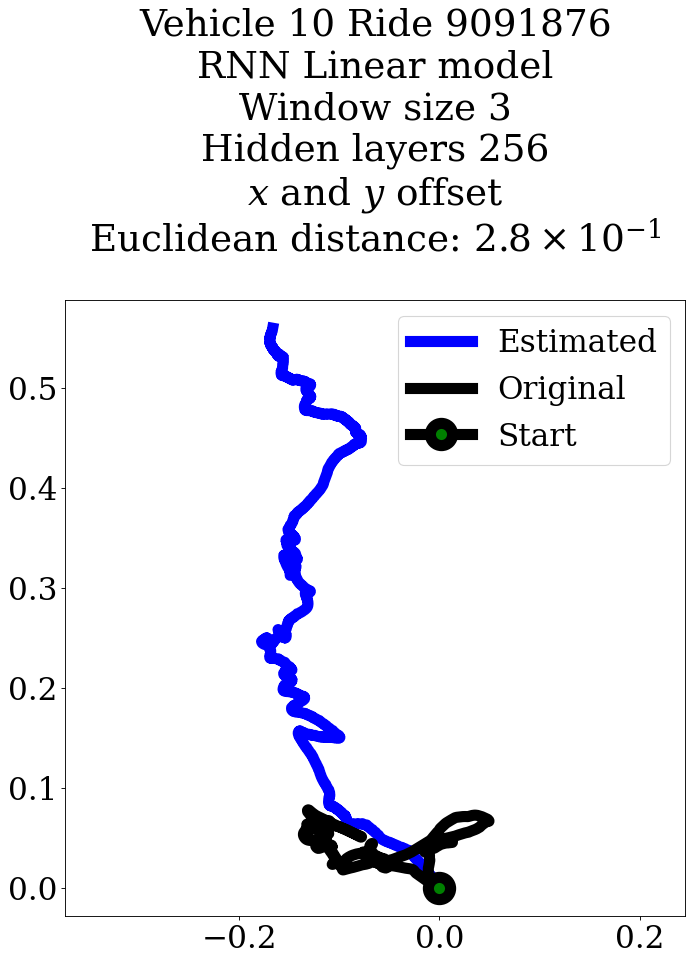 Vehicle 10 Ride 9091876
RNN Linear model
Window size 3
Hidden layers 256
x and y offset
Euclidean distance: 2.8 × 10⁻¹
Estimated
Original
Start
0.5
0.4
0.3
0.2
0.1
0.0
−0.2 0.0 0.2